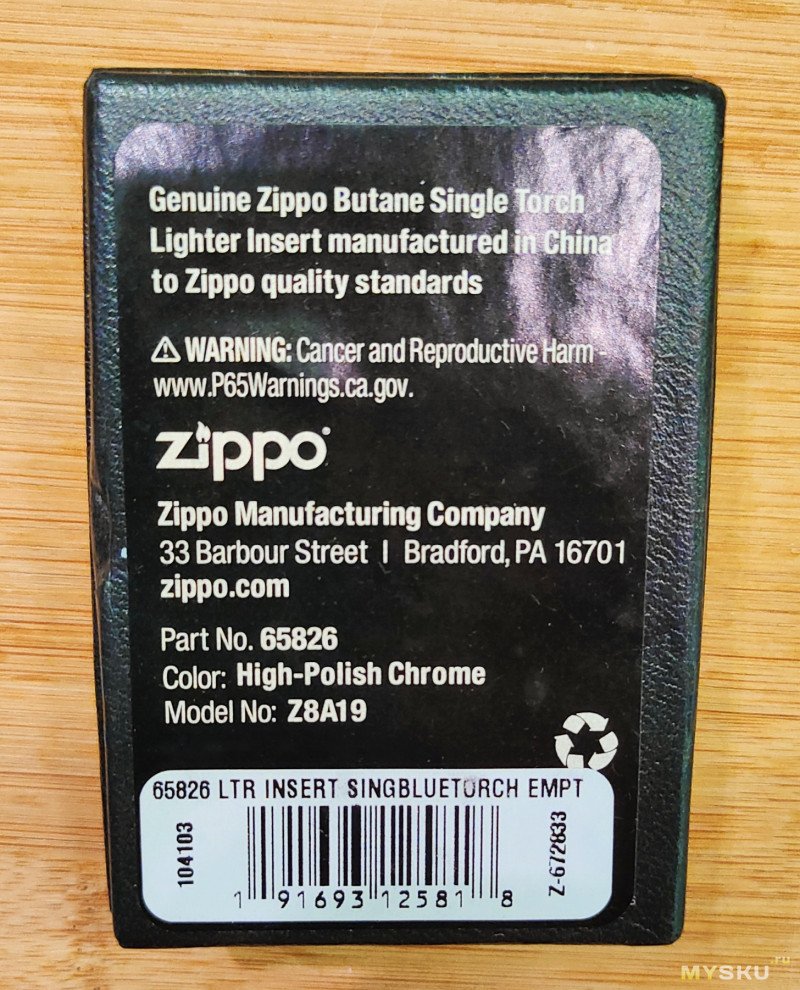 Genuine Zippo Butane Single Torch
Lighter Insert manufactured in China
to Zippo quality standards
⚠ WARNING: Cancer and Reproductive Harm -
www.P65Warnings.ca.gov.
zippo
Zippo Manufacturing Company
33 Barbour Street | Bradford, PA 16701
zippo.com
Part No. 65826
Color: High-Polish Chrome
Model No: Z8A19
65826 LTR INSERT SINGBLUETORCH EMPT
104103
Z-672833
1 91693 12581 8
MYSKU.ru